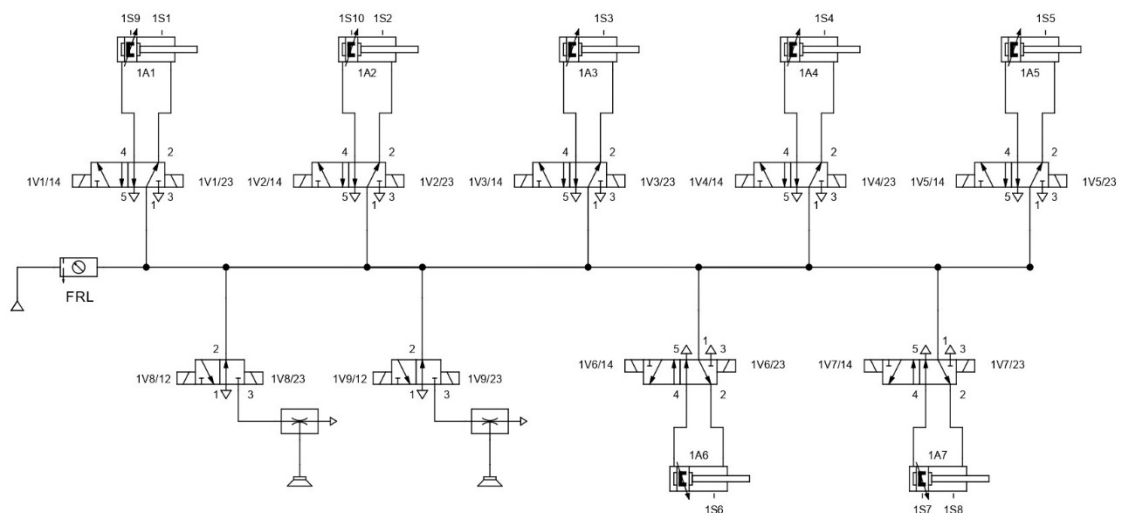 1S9 1S1 1S10 1S2 1S3 1S4 1S5
1A1 1A2 1A3 1A4 1A5
4 2 4 2 4 2 4 2 4 2
1V1/14 1V1/23 1V2/14 1V2/23 1V3/14 1V3/23 1V4/14 1V4/23 1V5/14 1V5/23
5 3 5 3 5 3 5 3 5 3
1 1 1 1 1
FRL
1 1
2 2 5 3 5 3
1V8/12 1V8/23 1V9/12 1V9/23 1V6/14 1V6/23 1V7/14 1V7/23
1 3 1 3 4 2 4 2
1A6 1A7
1S6 1S7 1S8